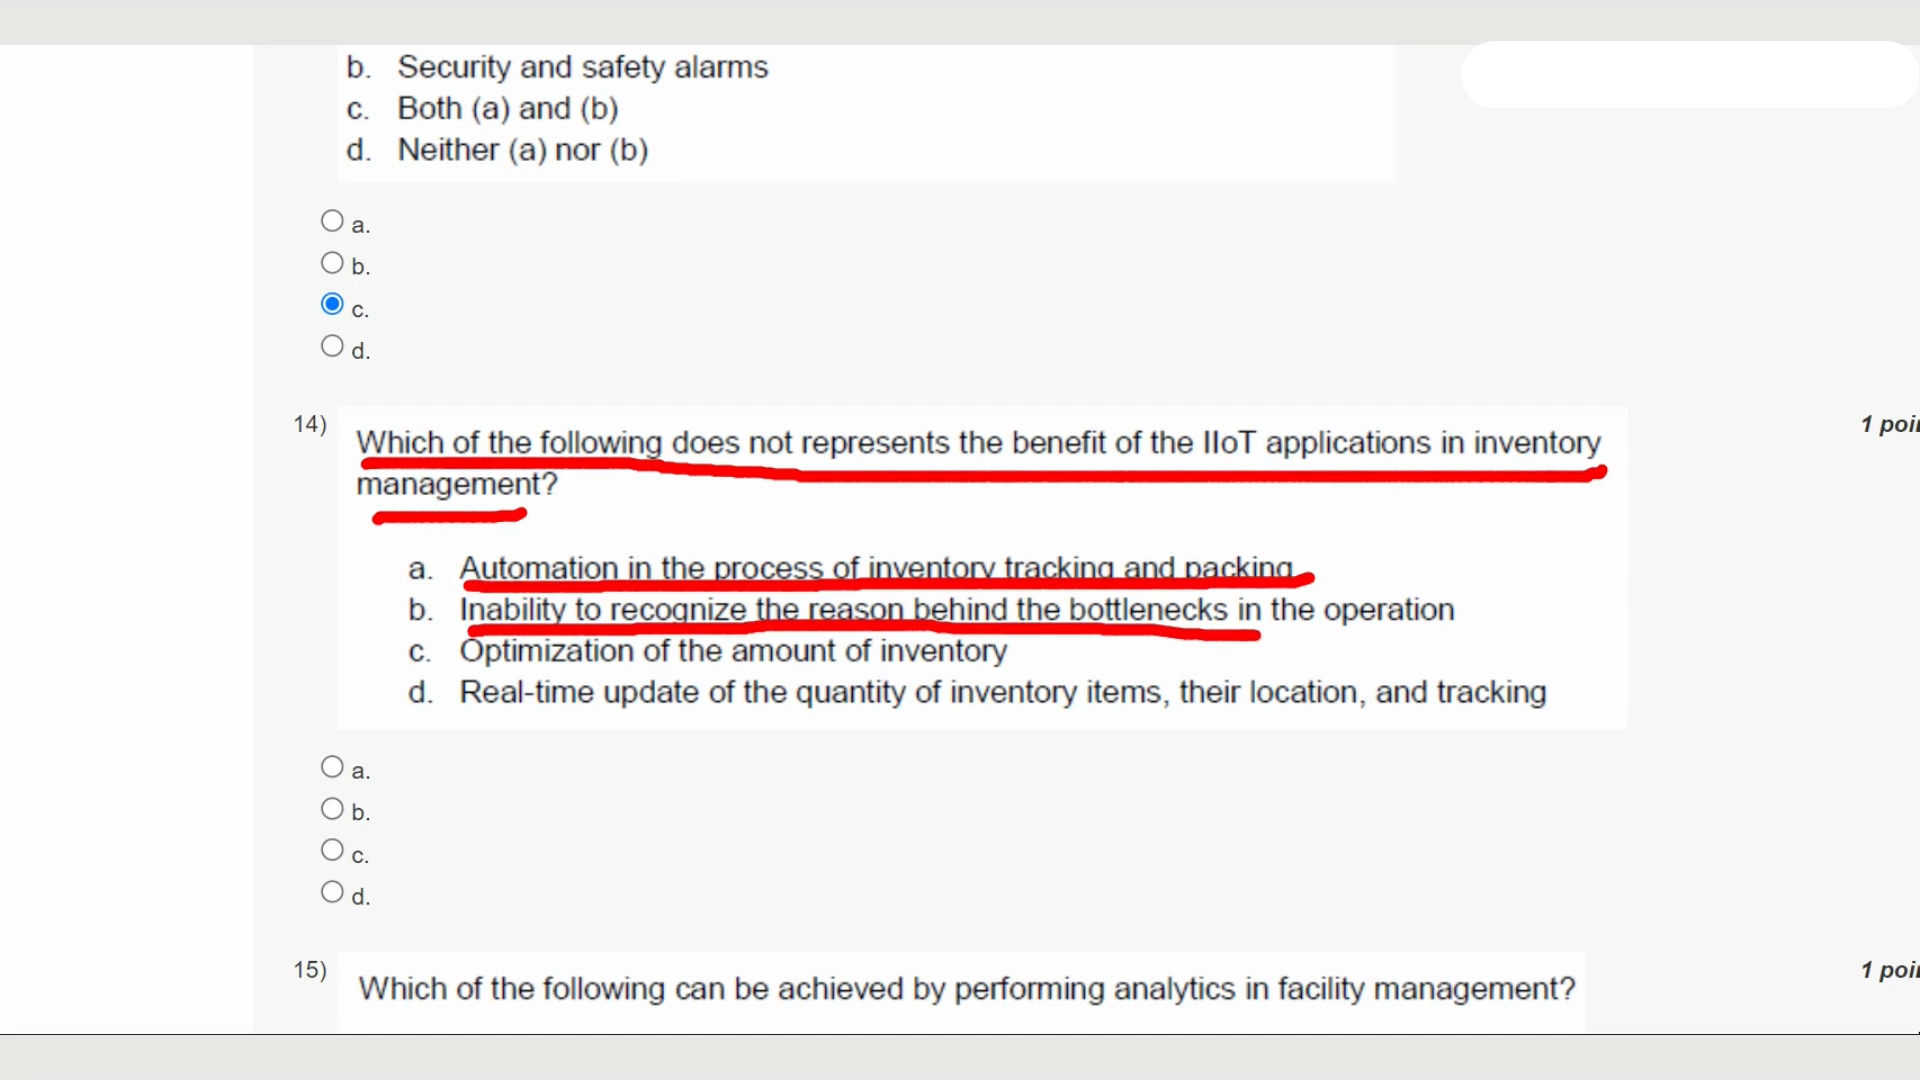 b. Security and safety alarms
c. Both (a) and (b)
d. Neither (a) nor (b)
a.
b.
c.
d.
14)
1 poi
Which of the following does not represents the benefit of the IIoT applications in inventory
management?
a. Automation in the process of inventory tracking and packing
b. Inability to recognize the reason behind the bottlenecks in the operation
c. Optimization of the amount of inventory
d. Real-time update of the quantity of inventory items, their location, and tracking
a.
b.
c.
d.
15)
1 poi
Which of the following can be achieved by performing analytics in facility management?